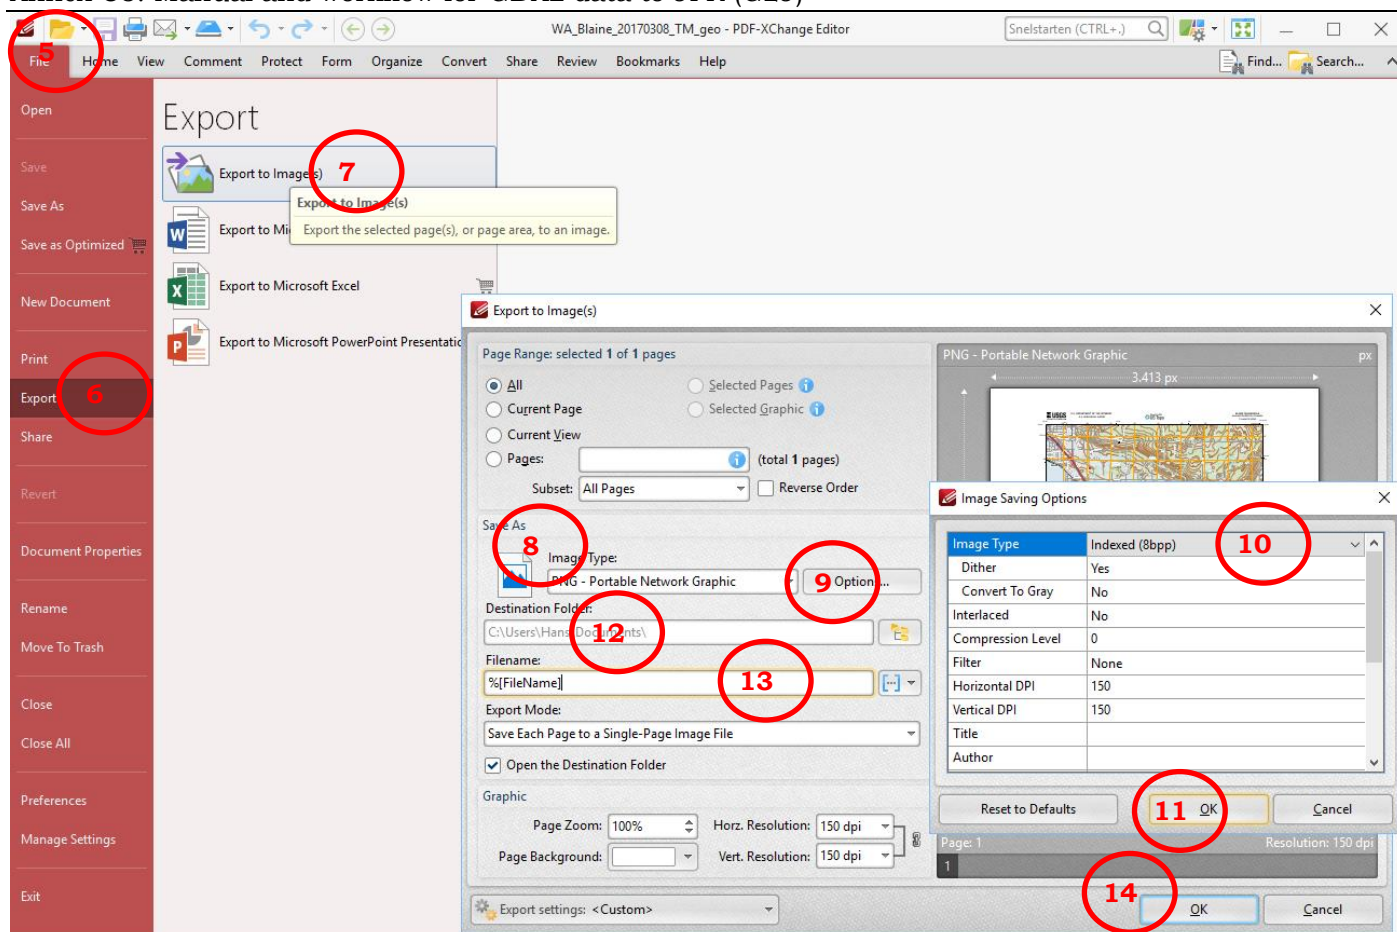 WA_Blaine_20170308_TM_geo - PDF-XChange Editor
Snelstarten (CTRL+.)
5
File Home View Comment Protect Form Organize Convert Share Review Bookmarks Help
Find... Search...
Open
Save
Save As
Save as Optimized
New Document
Print
Export
6
Share
Revert
Document Properties
Rename
Move To Trash
Close
Close All
Preferences
Manage Settings
Exit
Export
Export to Image(s)
7
Export to Image(s)
Export the selected page(s), or page area, to an image.
Export to Mi
Export to Microsoft Excel
Export to Microsoft PowerPoint Presentatic
Export to Image(s)
Page Range: selected 1 of 1 pages
All
Selected Pages
Current Page
Selected Graphic
Current View
Pages:
(total 1 pages)
Subset: All Pages
Reverse Order
Save As
8
Image Type:
PNG - Portable Network Graphic
9
Options...
Destination Folder:
C:\Users\Hans\Documents\
12
Filename:
%[FileName]
13
Export Mode:
Save Each Page to a Single-Page Image File
Open the Destination Folder
Graphic
Page Zoom: 100%
Horz. Resolution: 150 dpi
Page Background:
Vert. Resolution: 150 dpi
Export settings: <Custom>
PNG - Portable Network Graphic px
3.413 px
USGS
Image Saving Options
Image Type Indexed (8bpp)
10
Dither Yes
Convert To Gray No
Interlaced No
Compression Level 0
Filter None
Horizontal DPI 150
Vertical DPI 150
Title
Author
Reset to Defaults
11
OK
Cancel
Page: 1 Resolution: 150 dpi
1
14
OK
Cancel